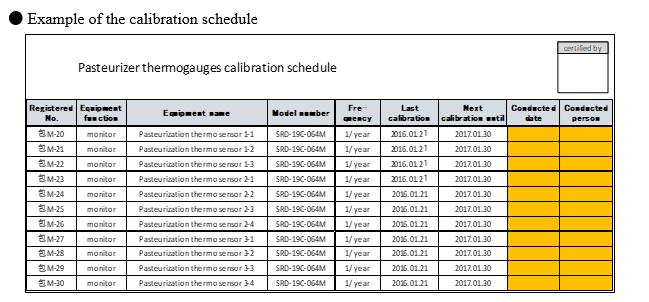 ● Example of the calibration schedule
certified by
Pasteurizer thermogauges calibration schedule
Registered No. Equipment function Equipment name Model number Fre-quency Last calibration Next calibration until Conducted date Conducted person
包M-20 monitor Pasteurization thermo sensor 1-1 SRD-19C-064M 1/ year 2016.01.21 2017.01.30
包M-21 monitor Pasteurization thermo sensor 1-2 SRD-19C-064M 1/ year 2016.01.21 2017.01.30
包M-22 monitor Pasteurization thermo sensor 1-3 SRD-19C-064M 1/ year 2016.01.21 2017.01.30
包M-23 monitor Pasteurization thermo sensor 2-1 SRD-19C-064M 1/ year 2016.01.21 2017.01.30
包M-24 monitor Pasteurization thermo sensor 2-2 SRD-19C-064M 1/ year 2016.01.21 2017.01.30
包M-25 monitor Pasteurization thermo sensor 2-3 SRD-19C-064M 1/ year 2016.01.21 2017.01.30
包M-26 monitor Pasteurization thermo sensor 2-4 SRD-19C-064M 1/ year 2016.01.21 2017.01.30
包M-27 monitor Pasteurization thermo sensor 3-1 SRD-19C-064M 1/ year 2016.01.21 2017.01.30
包M-28 monitor Pasteurization thermo sensor 3-2 SRD-19C-064M 1/ year 2016.01.21 2017.01.30
包M-29 monitor Pasteurization thermo sensor 3-3 SRD-19C-064M 1/ year 2016.01.21 2017.01.30
包M-30 monitor Pasteurization thermo sensor 3-4 SRD-19C-064M 1/ year 2016.01.21 2017.01.30